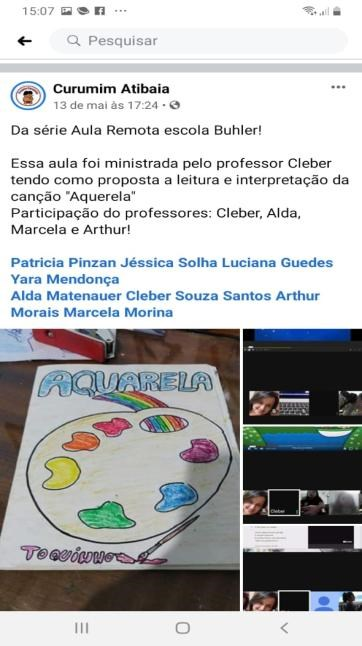 15:07
Pesquisar
Curumim Atibaia
13 de mai às 17:24 •
Da série Aula Remota escola Buhler!
Essa aula foi ministrada pelo professor Cleber
tendo como proposta a leitura e interpretação da
canção "Aquerela"
Participação do professores: Cleber, Alda,
Marcela e Arthur!
Patricia Pinzan Jéssica Solha Luciana Guedes
Yara Mendonça
Alda Matenauer Cleber Souza Santos Arthur
Morais Marcela Morina
AQUARELA
TOQUINHO
Cleber